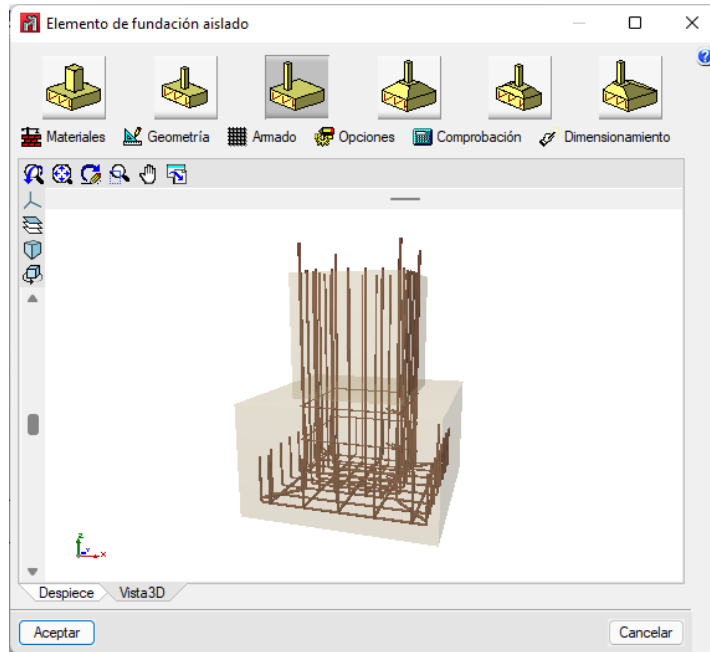 Elemento de fundación aislado
Materiales Geometría Armado Opciones Comprobación Dimensionamiento
Z
Y
X
Despiece Vista3D
Aceptar Cancelar